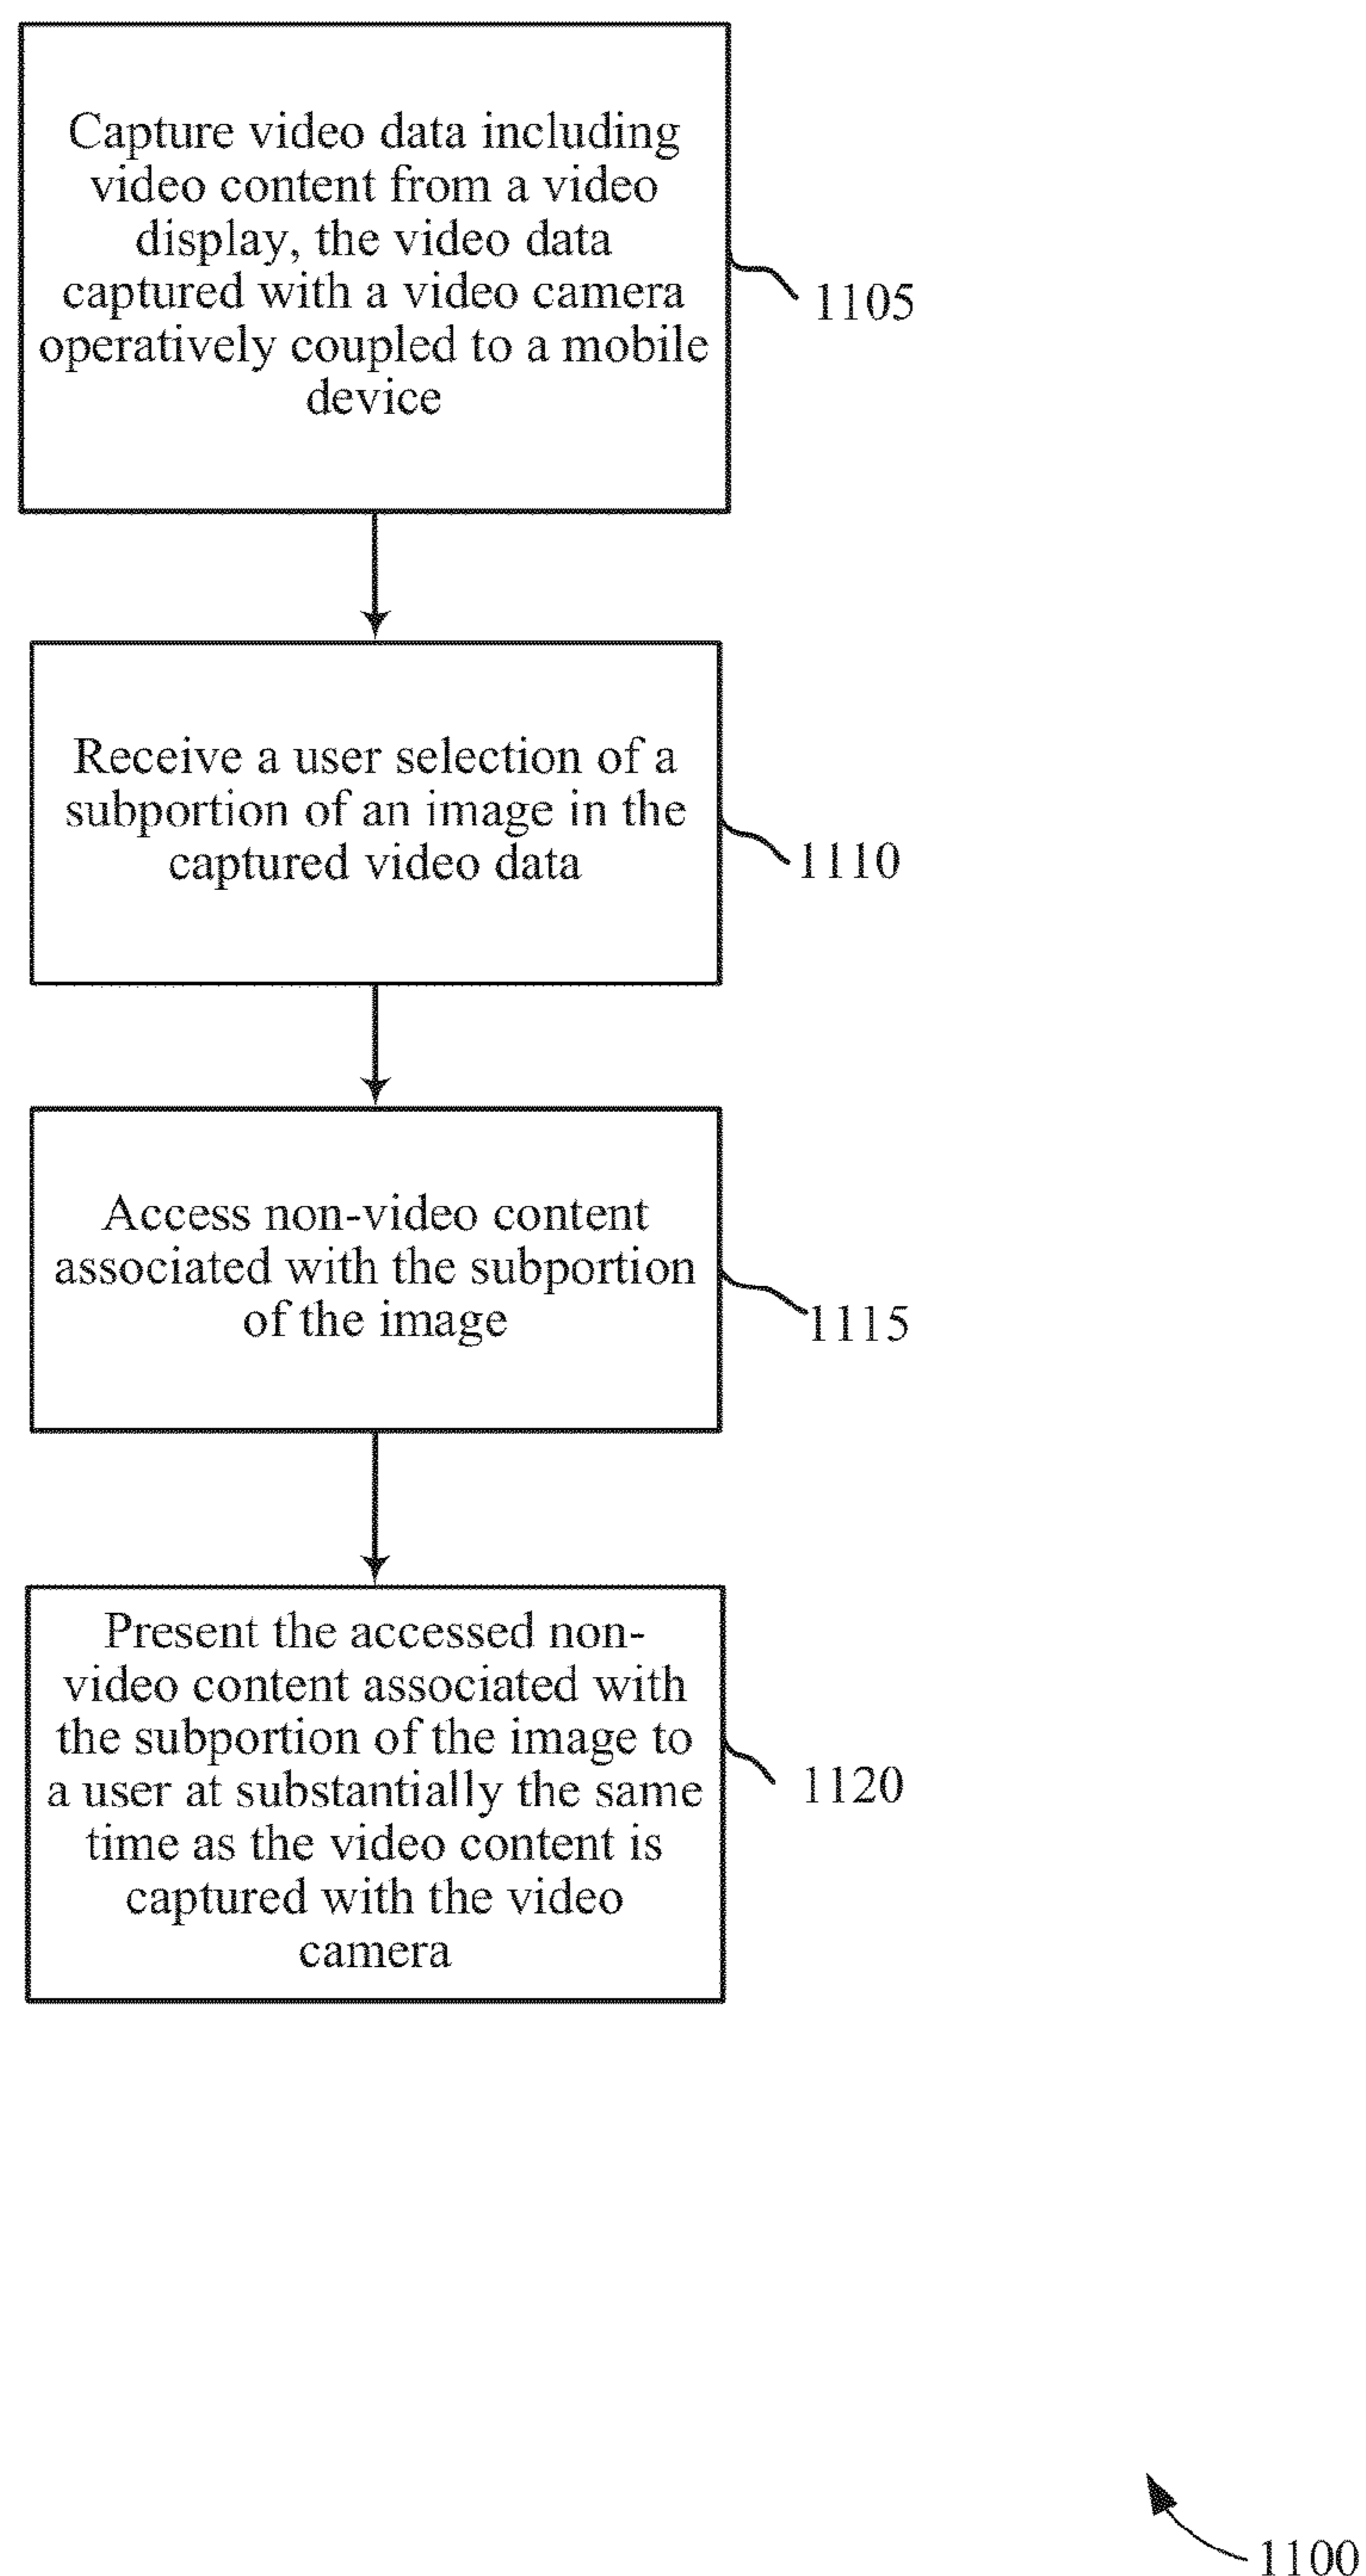 Capture video data including
video content from a video
display, the video data
captured with a video camera
operatively coupled to a mobile
device
1105
Receive a user selection of a
subportion of an image in the
captured video data
1110
Access non-video content
associated with the subportion
of the image
1115
Present the accessed non-
video content associated with
the subportion of the image to
a user at substantially the same
time as the video content is
captured with the video
camera
1120
1100